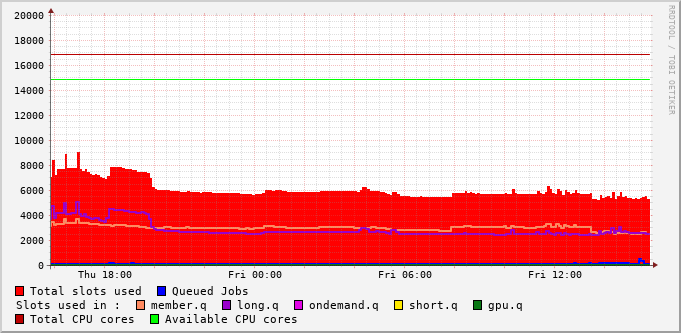 RRDTOOL / TOBI OETIKER
20000
18000
16000
14000
12000
10000
8000
6000
4000
2000
0
Thu 18:00 Fri 00:00 Fri 06:00 Fri 12:00
Total slots used Queued Jobs
Slots used in : member.q long.q ondemand.q short.q gpu.q
Total CPU cores Available CPU cores